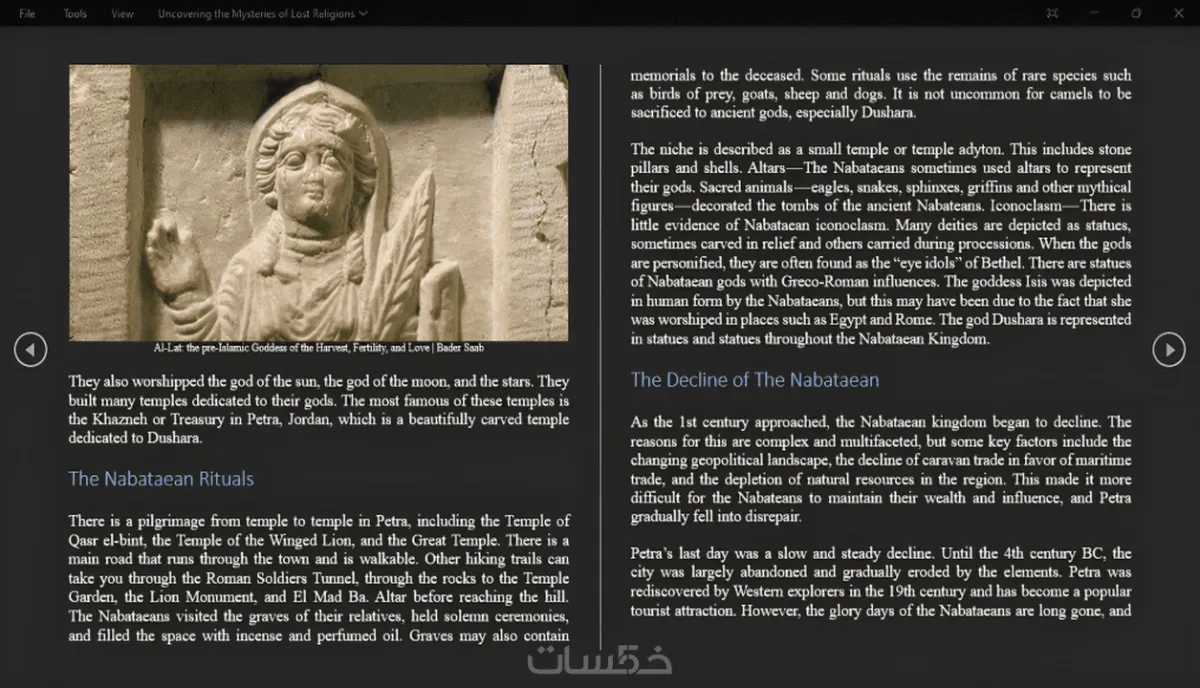 File Tools View Uncovering the Mysteries of Lost Religions
Al-Lat: the pre-Islamic Goddess of the Harvest, Fertility, and Love | Bader Saab
They also worshipped the god of the sun, the god of the moon, and the stars. They
built many temples dedicated to their gods. The most famous of these temples is
the Khazneh or Treasury in Petra, Jordan, which is a beautifully carved temple
dedicated to Dushara.
The Nabataean Rituals
There is a pilgrimage from temple to temple in Petra, including the Temple of
Qasr el-bint, the Temple of the Winged Lion, and the Great Temple. There is a
main road that runs through the town and is walkable. Other hiking trails can
take you through the Roman Soldiers Tunnel, through the rocks to the Temple
Garden, the Lion Monument, and El Mad Ba. Altar before reaching the hill.
The Nabataeans visited the graves of their relatives, held solemn ceremonies,
and filled the space with incense and perfumed oil. Graves may also contain
memorials to the deceased. Some rituals use the remains of rare species such
as birds of prey, goats, sheep and dogs. It is not uncommon for camels to be
sacrificed to ancient gods, especially Dushara.
The niche is described as a small temple or temple adyton. This includes stone
pillars and shells. Altars—The Nabataeans sometimes used altars to represent
their gods. Sacred animals—eagles, snakes, sphinxes, griffins and other mythical
figures—decorated the tombs of the ancient Nabateans. Iconoclasm—There is
little evidence of Nabataean iconoclasm. Many deities are depicted as statues,
sometimes carved in relief and others carried during processions. When the gods
are personified, they are often found as the “eye idols” of Bethel. There are statues
of Nabataean gods with Greco-Roman influences. The goddess Isis was depicted
in human form by the Nabataeans, but this may have been due to the fact that she
was worshiped in places such as Egypt and Rome. The god Dushara is represented
in statues and statues throughout the Nabataean Kingdom.
The Decline of The Nabataean
As the 1st century approached, the Nabataean kingdom began to decline. The
reasons for this are complex and multifaceted, but some key factors include the
changing geopolitical landscape, the decline of caravan trade in favor of maritime
trade, and the depletion of natural resources in the region. This made it more
difficult for the Nabateans to maintain their wealth and influence, and Petra
gradually fell into disrepair.
Petra’s last day was a slow and steady decline. Until the 4th century BC, the
city was largely abandoned and gradually eroded by the elements. Petra was
rediscovered by Western explorers in the 19th century and has become a popular
tourist attraction. However, the glory days of the Nabataeans are long gone, and
خمسات